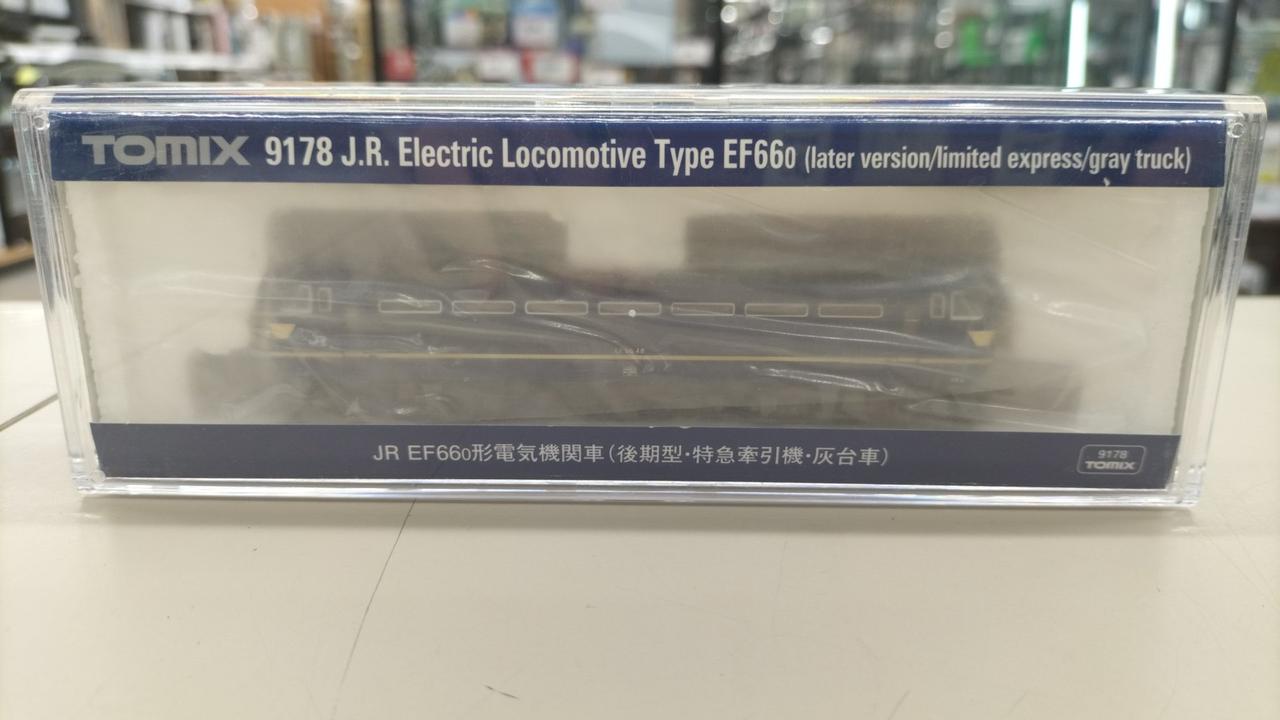 TOMIX 9178 J.R. Electric Locomotive Type EF660 (later version/limited express/gray truck)
JR EF660形電気機関車(後期型・特急牽引機・灰台車)
9178
TOMIX